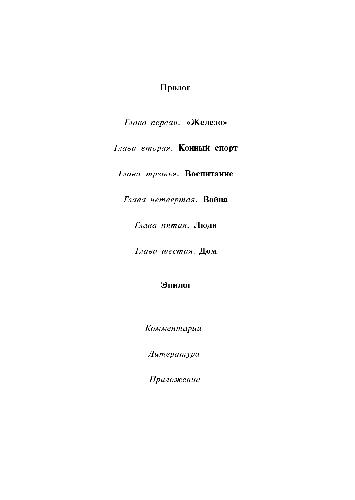 Пролог
Глава первая. «Железо»
Глава вторая. Конный спорт
Глава третья. Воспитание
Глава четвертая. Война
Глава пятая. Люди
Глава шестая. Дом
Эпилог
Комментарии
Литература
Приложение